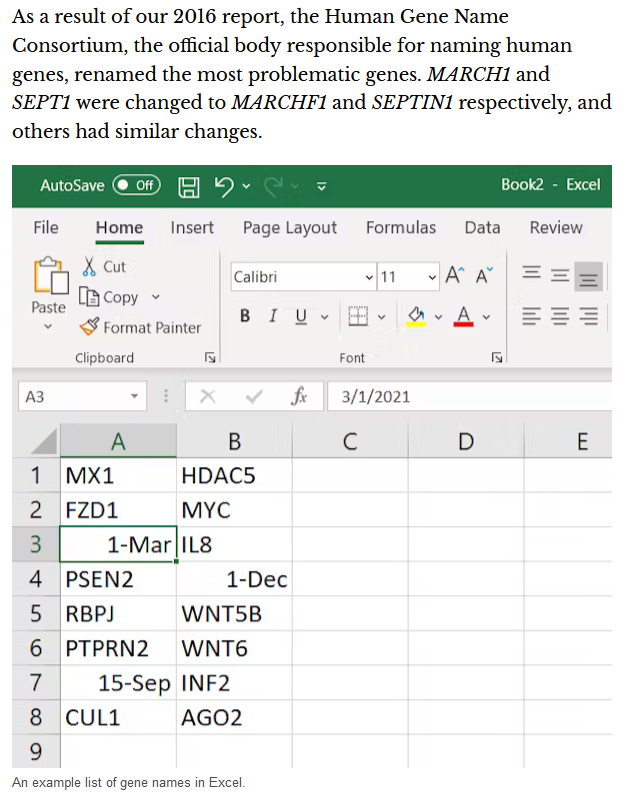 As a result of our 2016 report, the Human Gene Name
Consortium, the official body responsible for naming human
genes, renamed the most problematic genes. MARCH1 and
SEPT1 were changed to MARCHF1 and SEPTIN1 respectively, and
others had similar changes.
AutoSave Off Book2 - Excel
File Home Insert Page Layout Formulas Data Review
Paste
Cut
Copy
Format Painter
Clipboard
Calibri 11 A^ A˅
B I U A
Font
A3 fx 3/1/2021
A B C D E
1 MX1 HDAC5
2 FZD1 MYC
3 1-Mar IL8
4 PSEN2 1-Dec
5 RBPJ WNT5B
6 PTPRN2 WNT6
7 15-Sep INF2
8 CUL1 AGO2
9
An example list of gene names in Excel.